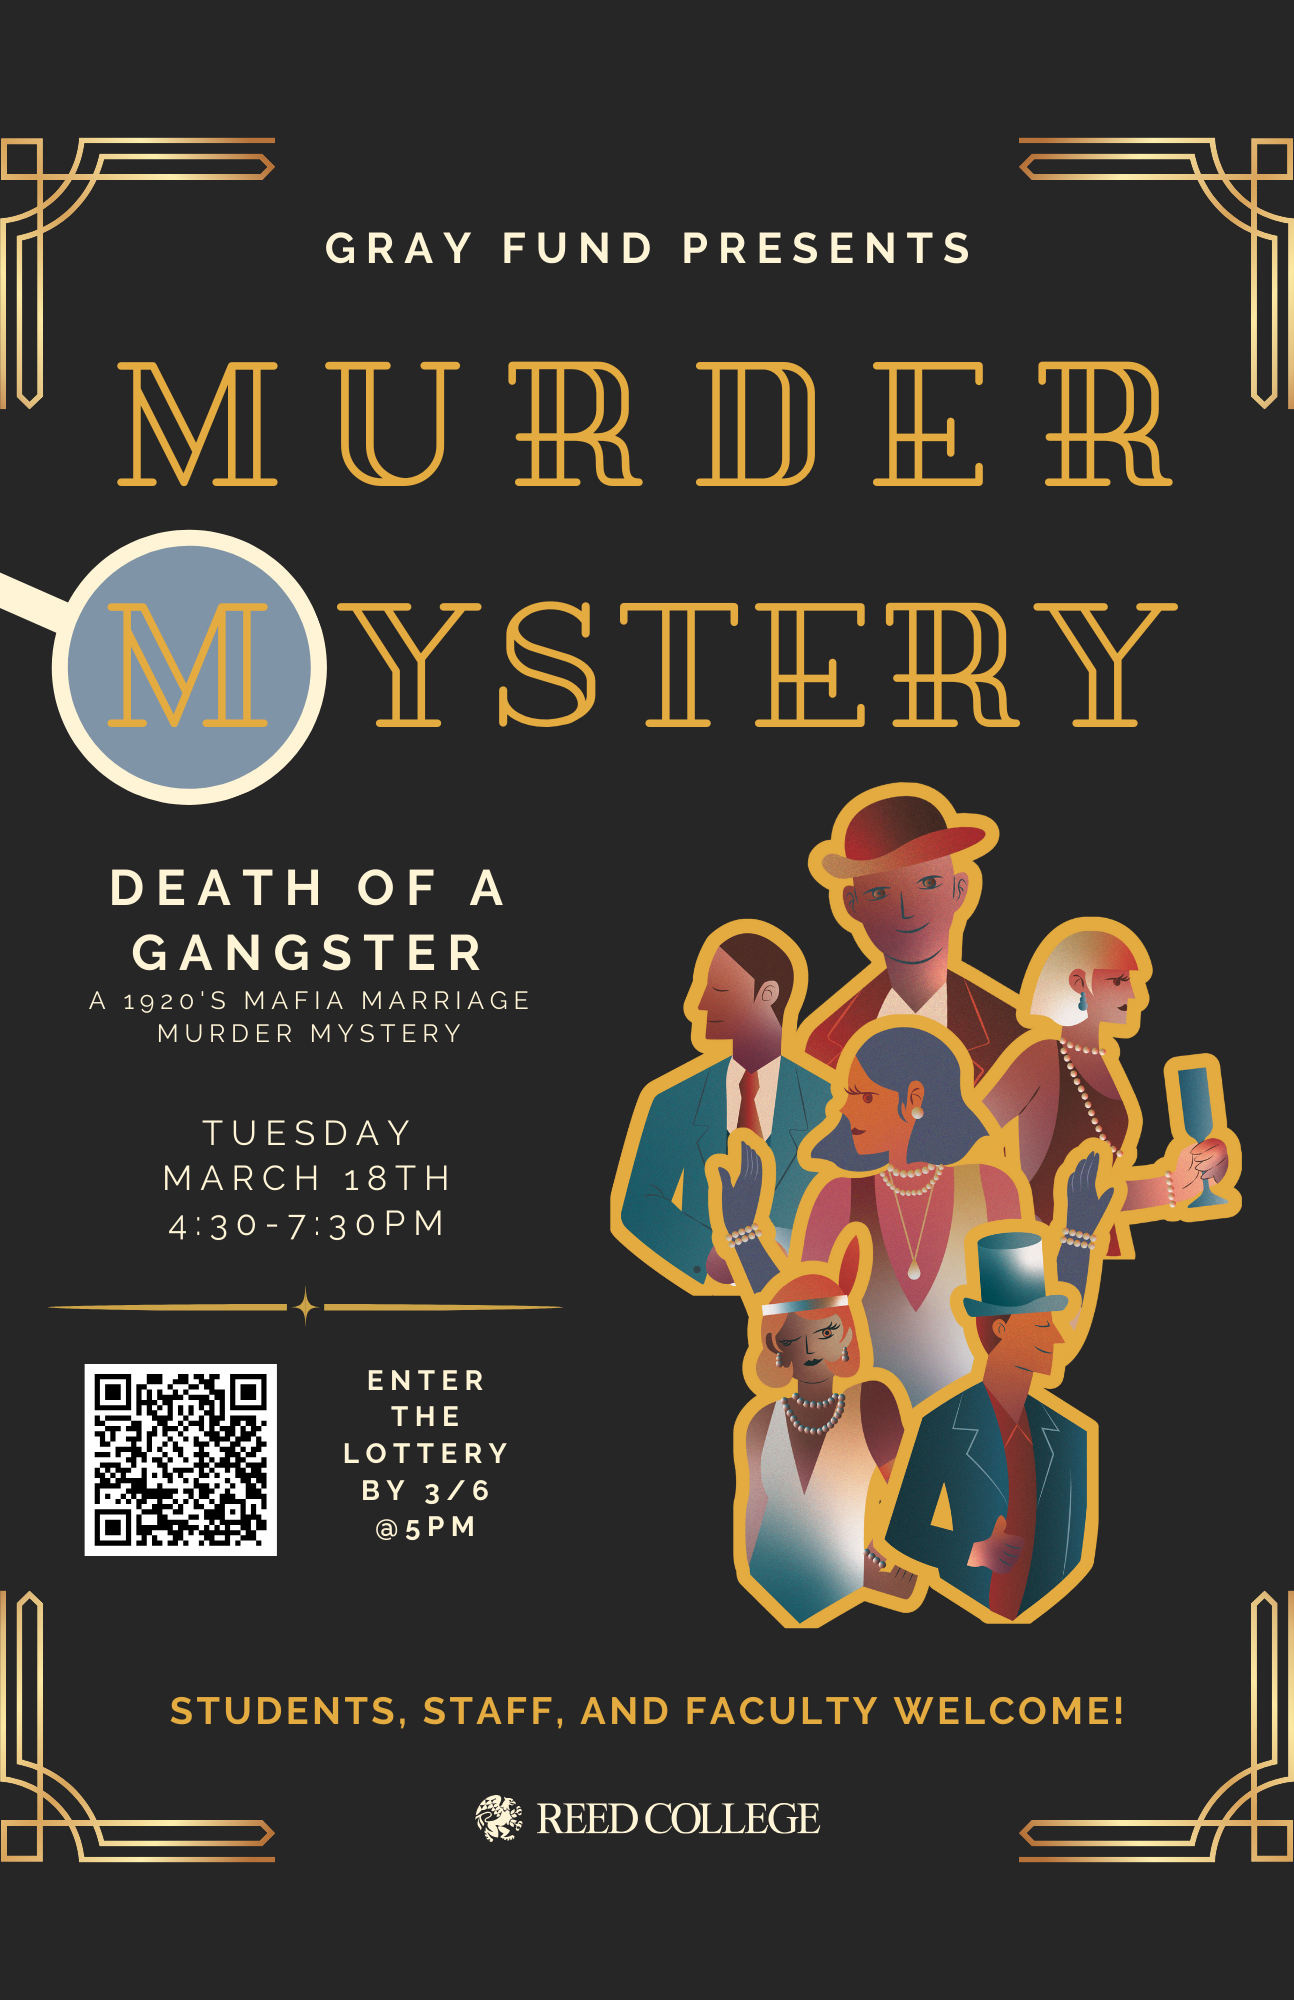 GRAY FUND PRESENTS
MURDER
MYSTERY
DEATH OF A
GANGSTER
A 1920'S MAFIA MARRIAGE
MURDER MYSTERY
TUESDAY
MARCH 18TH
4:30-7:30PM
ENTER
THE
LOTTERY
BY 3/6
@5PM
STUDENTS, STAFF, AND FACULTY WELCOME!
REED COLLEGE